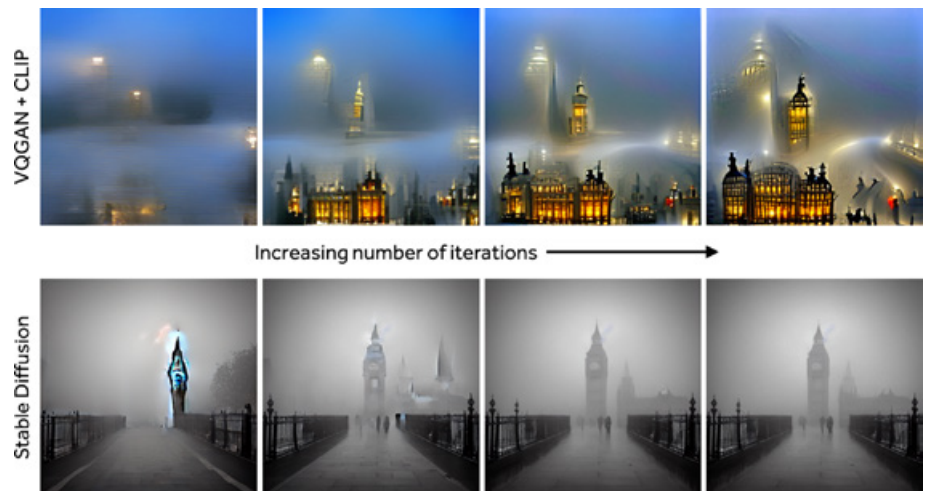 VQGAN + CLIP
Increasing number of iterations
Stable Diffusion